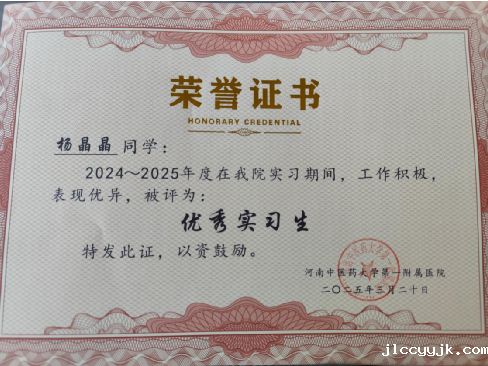 荣誉证书
HONORARY CREDENTIAL
杨晶晶同学：
2024～2025年度在我院实习期间，工作积极，
表现优异，被评为：
优秀实习生
特发此证，以资鼓励。
河南中医药大学第一附属医院
二〇二五年三月二十日
jlccyyjk.com